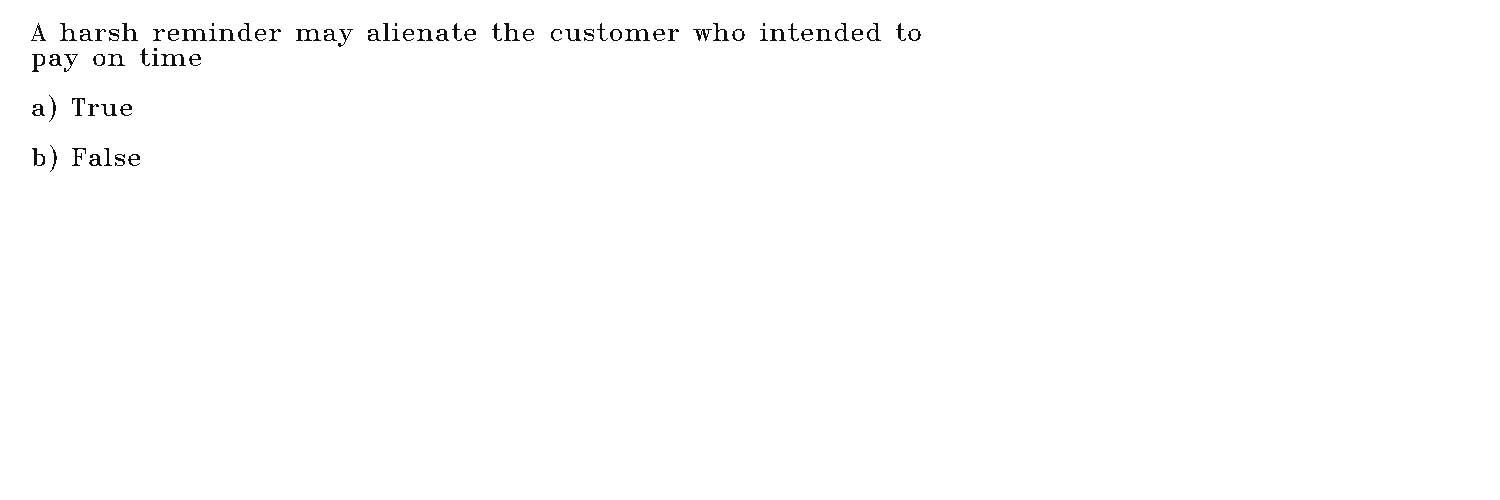 A harsh reminder may alienate the customer who intended to
pay on time
a) True
b) False